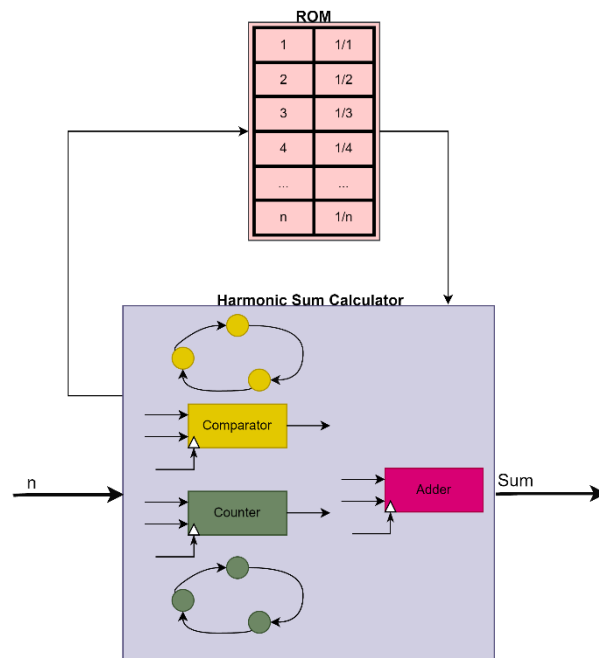 ROM
1 1/1
2 1/2
3 1/3
4 1/4
... ...
n 1/n
Harmonic Sum Calculator
Comparator
n
Counter
Adder
Sum